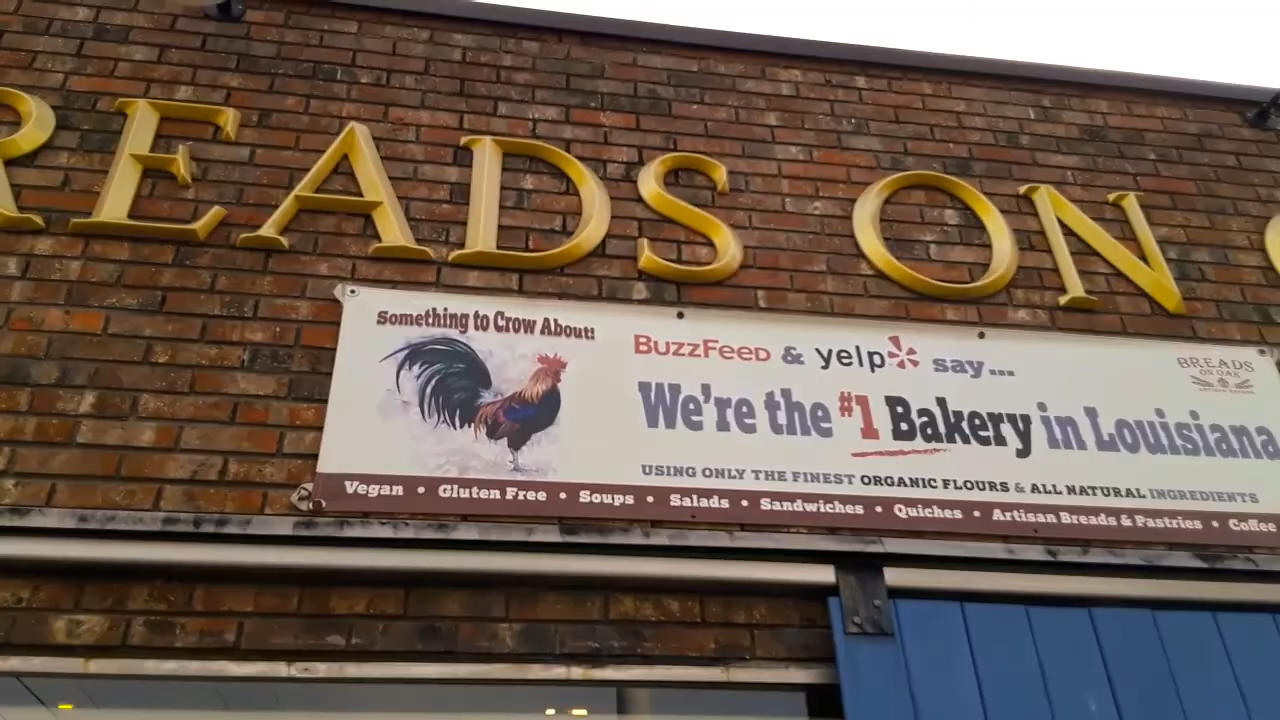 READS ON
Something to Crow About!
BuzzFeed & yelp say...
We're the #1 Bakery in Louisiana
USING ONLY THE FINEST ORGANIC FLOURS & ALL NATURAL INGREDIENTS
BREADS
ON OAK
Vegan • Gluten Free • Soups • Salads • Sandwiches • Quiches • Artisan Breads & Pastries • Coffee